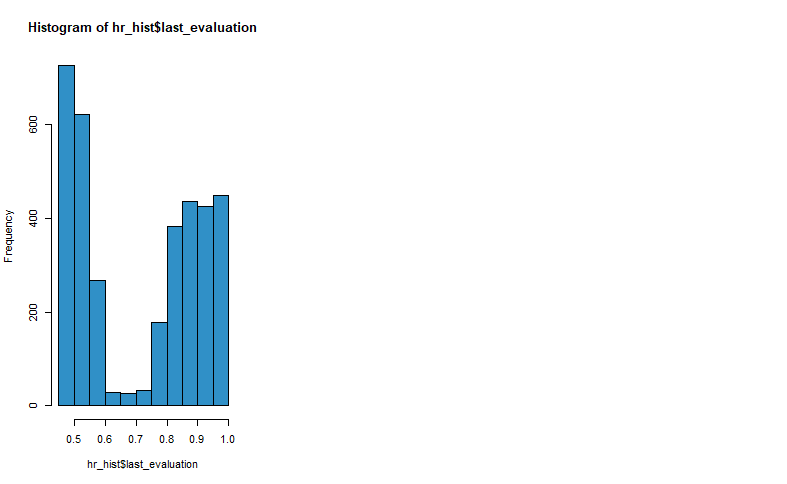 Histogram of hr_hist$last_evaluation
Frequency
600
400
200
0
0.5 0.6 0.7 0.8 0.9 1.0
hr_hist$last_evaluation